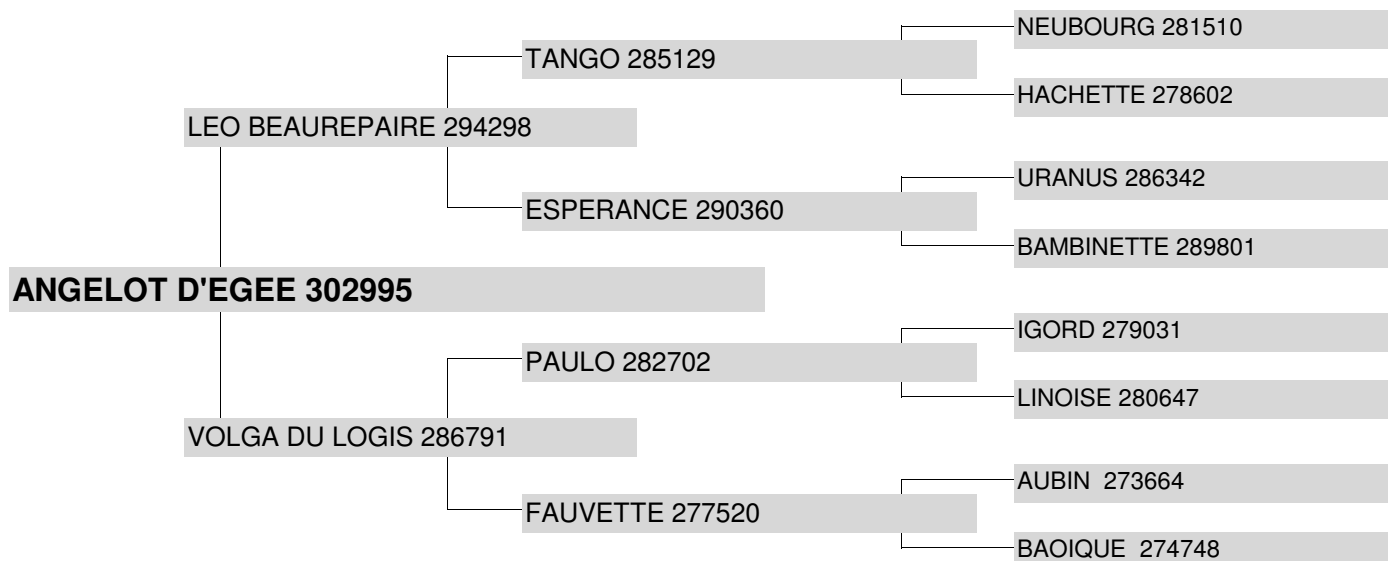 NEUBOURG 281510
TANGO 285129
HACHETTE 278602
LEO BEAUREPAIRE 294298
URANUS 286342
ESPERANCE 290360
BAMBINETTE 289801
ANGELOT D'EGEE 302995
IGORD 279031
PAULO 282702
LINOISE 280647
VOLGA DU LOGIS 286791
AUBIN 273664
FAUVETTE 277520
BAOIQUE 274748